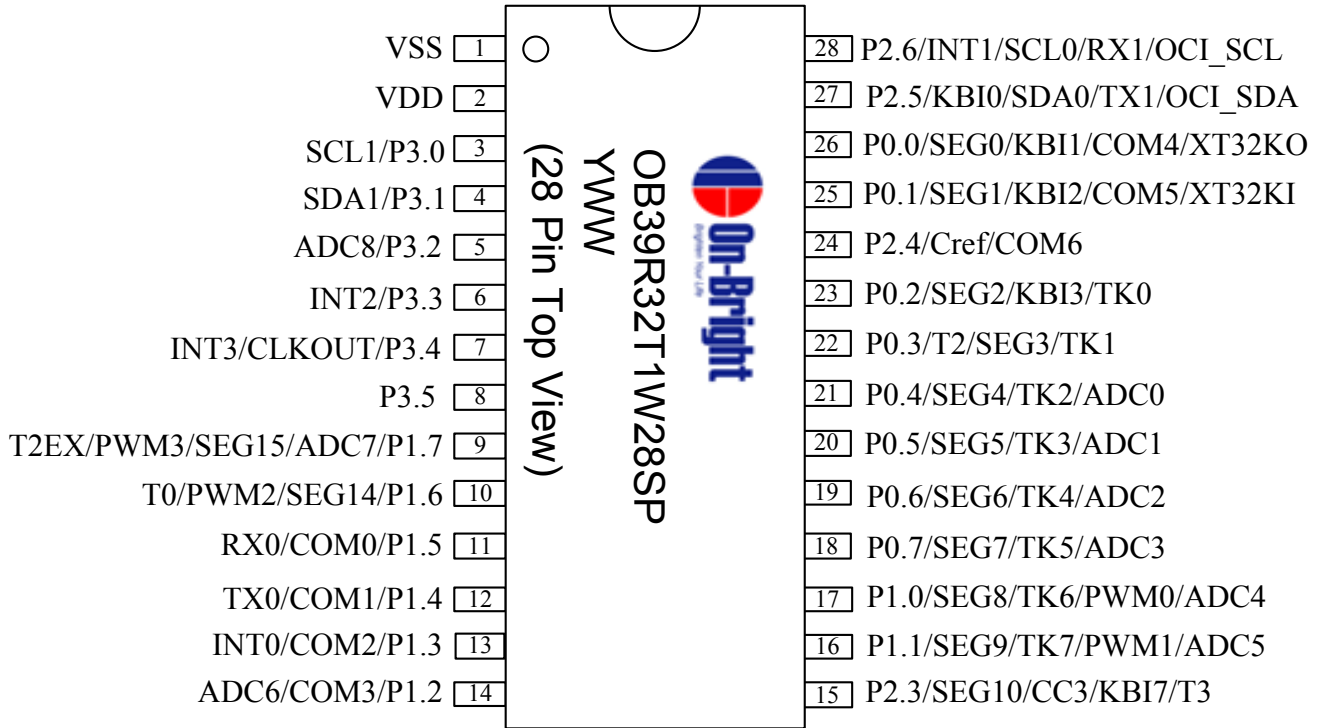 VSS 1
VDD 2
SCL1/P3.0 3
SDA1/P3.1 4
ADC8/P3.2 5
INT2/P3.3 6
INT3/CLKOUT/P3.4 7
P3.5 8
T2EX/PWM3/SEG15/ADC7/P1.7 9
T0/PWM2/SEG14/P1.6 10
RX0/COM0/P1.5 11
TX0/COM1/P1.4 12
INT0/COM2/P1.3 13
ADC6/COM3/P1.2 14
On-Bright
Brighten Your Life
OB39R32T1W28SP
YWW
(28 Pin Top View)
28 P2.6/INT1/SCL0/RX1/OCI_SCL
27 P2.5/KBI0/SDA0/TX1/OCI_SDA
26 P0.0/SEG0/KBI1/COM4/XT32KO
25 P0.1/SEG1/KBI2/COM5/XT32KI
24 P2.4/Cref/COM6
23 P0.2/SEG2/KBI3/TK0
22 P0.3/T2/SEG3/TK1
21 P0.4/SEG4/TK2/ADC0
20 P0.5/SEG5/TK3/ADC1
19 P0.6/SEG6/TK4/ADC2
18 P0.7/SEG7/TK5/ADC3
17 P1.0/SEG8/TK6/PWM0/ADC4
16 P1.1/SEG9/TK7/PWM1/ADC5
15 P2.3/SEG10/CC3/KBI7/T3